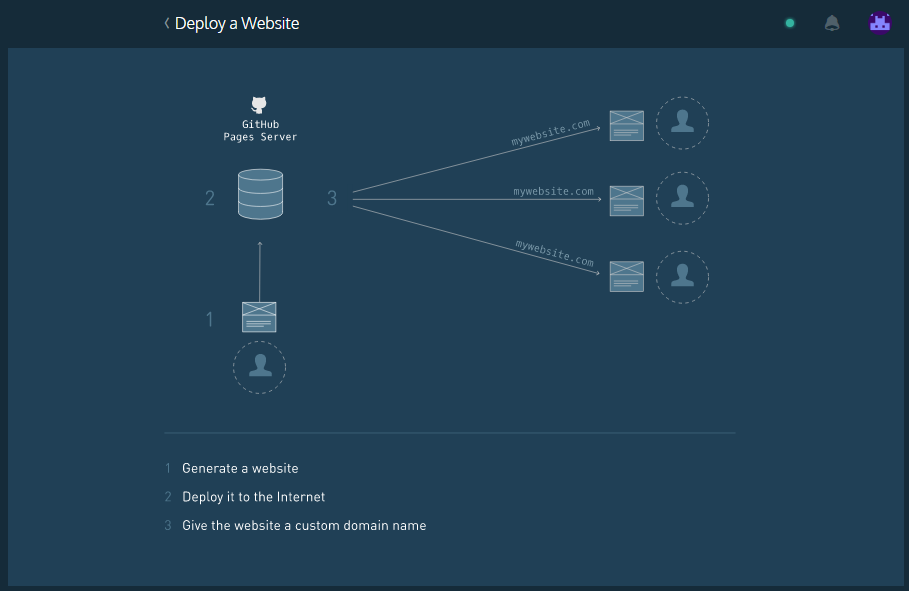 Deploy a Website
GitHub
Pages Server
2
3
mywebsite.com
mywebsite.com
mywebsite.com
1
1 Generate a website
2 Deploy it to the Internet
3 Give the website a custom domain name